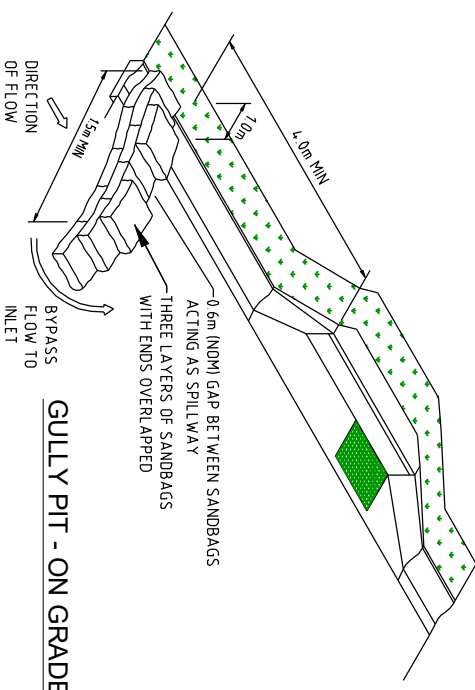 4.0m MIN
1.0m
1.5m MIN
DIRECTION
OF FLOW
0.6m (NOM) GAP BETWEEN SANDBAGS
ACTING AS SPILLWAY
THREE LAYERS OF SANDBAGS
WITH ENDS OVERLAPPED
BYPASS
FLOW TO
INLET
GULLY PIT - ON GRADE